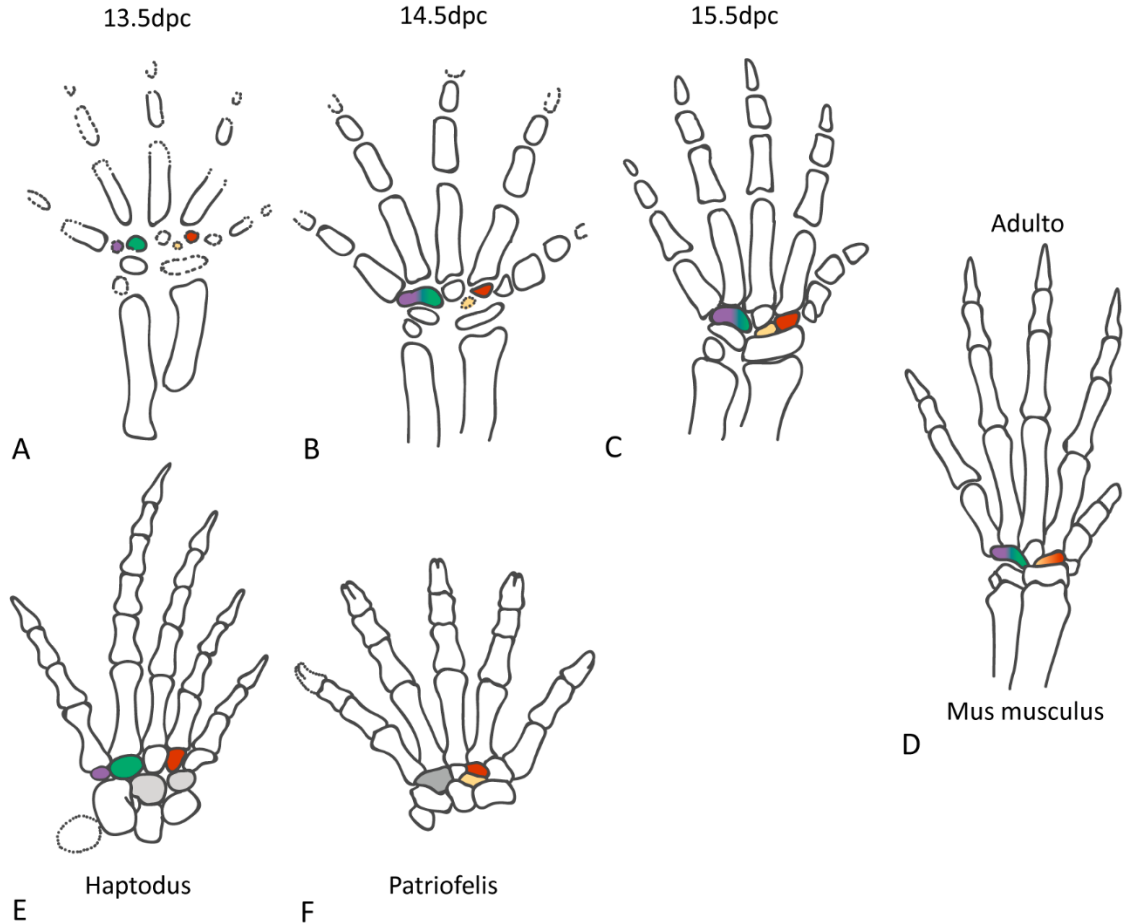 13.5dpc
14.5dpc
15.5dpc
A
B
C
Adulto
Mus musculus
D
Haptodus
E
Patriofelis
F